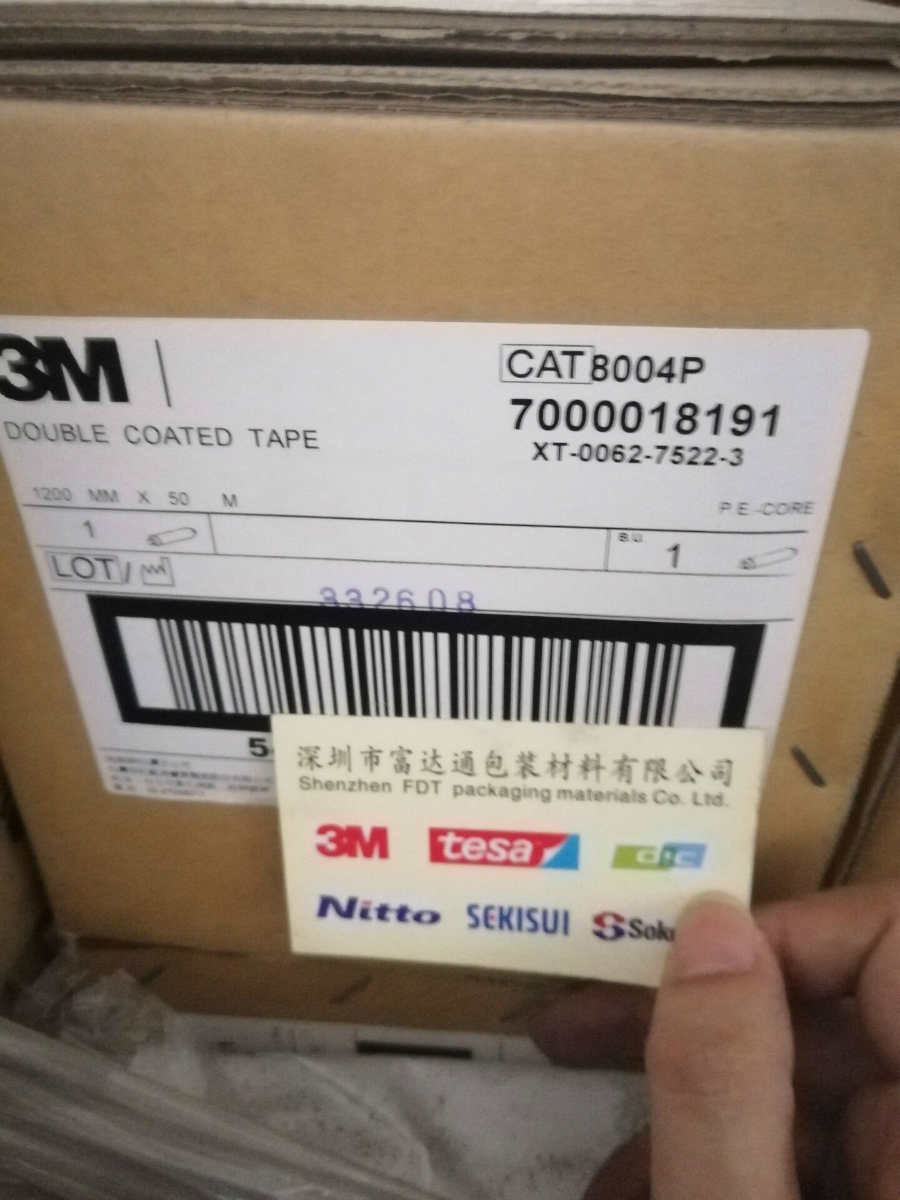 3M
CAT 8004P
7000018191
XT-0062-7522-3
DOUBLE COATED TAPE
1200 MM X 50 M
P.E.-CORE
1
B.U.
1
LOT/
332608
5
深圳市富达通包装材料有限公司
Shenzhen FDT packaging materials Co. Ltd.
3M
tesa
dic
Nitto
SEKISUI